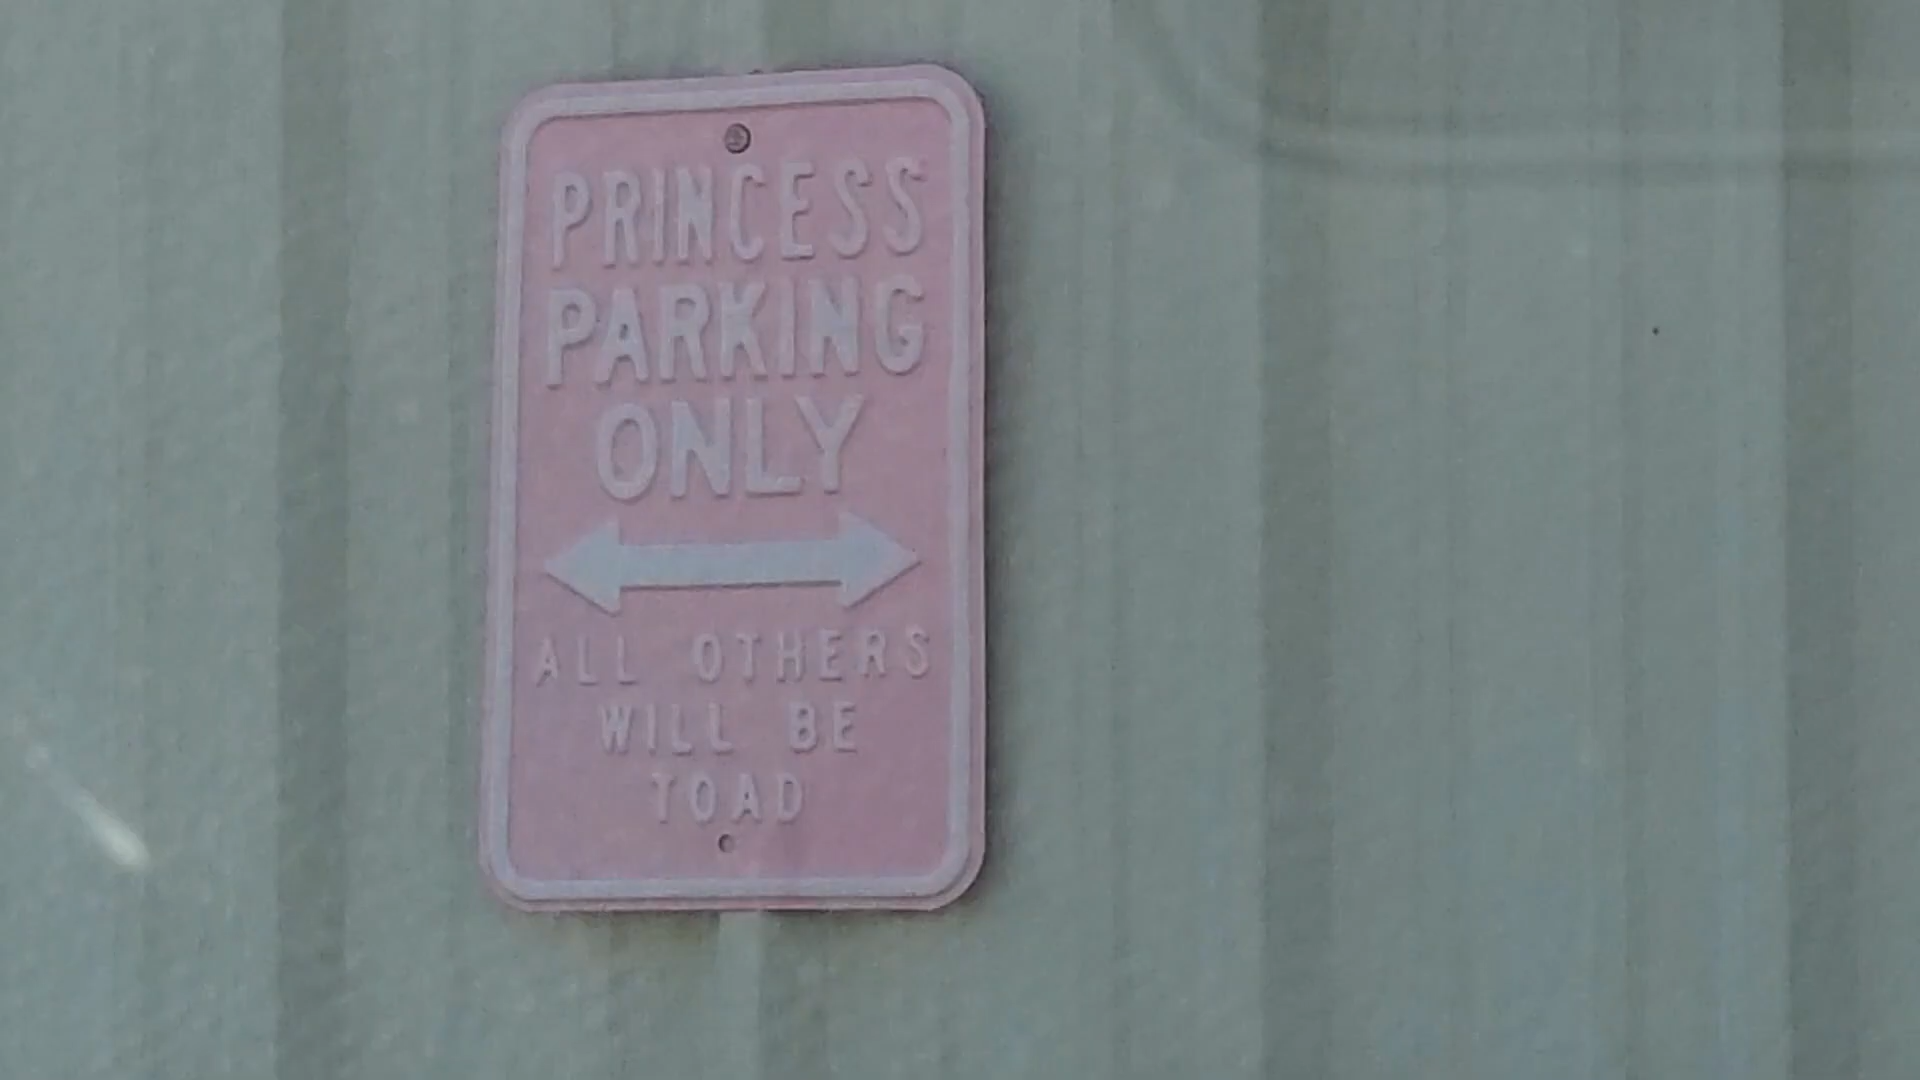 PRINCESS
PARKING
ONLY
ALL OTHERS
WILL BE
TOAD